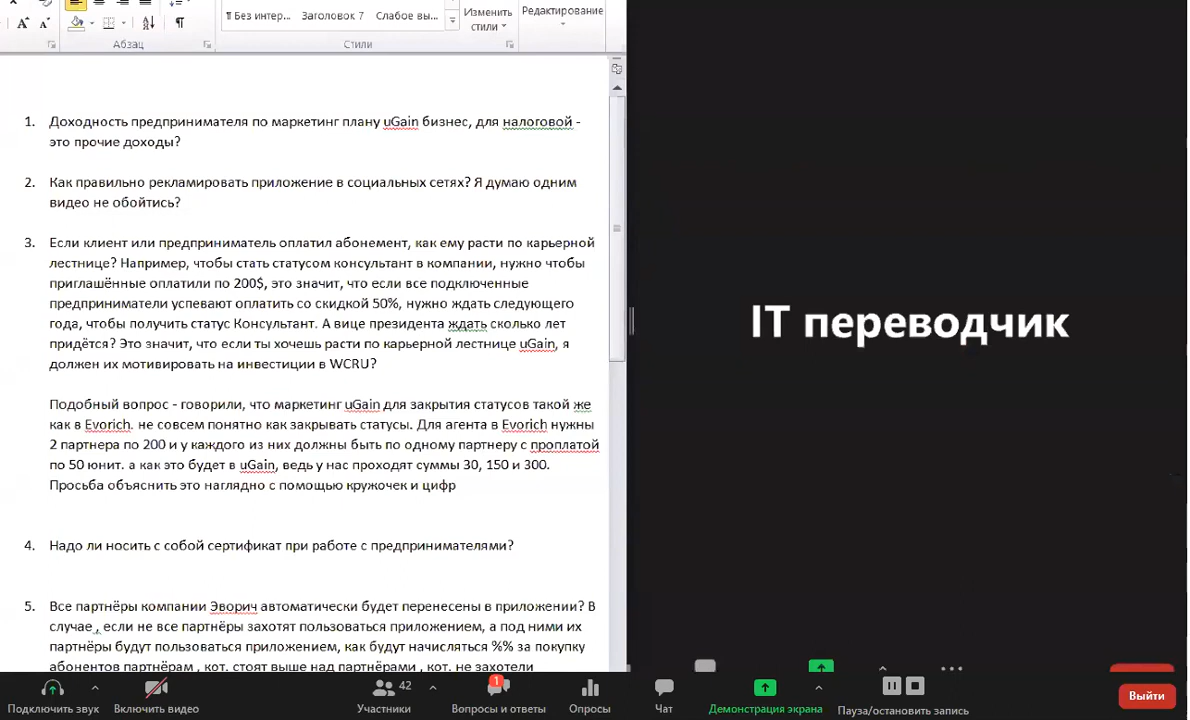 ¶ Без интер...
Заголовок 7
Слабое вы...
Изменить
стили
Редактирование
Абзац
Стили
1. Доходность предпринимателя по маркетинг плану uGain бизнес, для налоговой -
это прочие доходы?
2. Как правильно рекламировать приложение в социальных сетях? Я думаю одним
видео не обойтись?
3. Если клиент или предприниматель оплатил абонемент, как ему расти по карьерной
лестнице? Например, чтобы стать статусом консультант в компании, нужно чтобы
приглашённые оплатили по 200$, это значит, что если все подключенные
предприниматели успевают оплатить со скидкой 50%, нужно ждать следующего
года, чтобы получить статус Консультант. А вице президента ждать сколько лет
придётся? Это значит, что если ты хочешь расти по карьерной лестнице uGain, я
должен их мотивировать на инвестиции в WCRU?
Подобный вопрос - говорили, что маркетинг uGain для закрытия статусов такой же
как в Evorich. не совсем понятно как закрывать статусы. Для агента в Evorich нужны
2 партнера по 200 и у каждого из них должны быть по одному партнеру с проплатой
по 50 юнит. а как это будет в uGain, ведь у нас проходят суммы 30, 150 и 300.
Просьба объяснить это наглядно с помощью кружочек и цифр
4. Надо ли носить с собой сертификат при работе с предпринимателями?
5. Все партнёры компании Эворич автоматически будет перенесены в приложении? В
случае , если не все партнёры захотят пользоваться приложением, а под ними их
партнёры будут пользоваться приложением, как будут начисляться %% за покупку
абонентов партнёрам , кот. стоят выше над партнёрами , кот. не захотели
IT переводчик
Подключить звук
Включить видео
42
Участники
1
Вопросы и ответы
Опросы
Чат
Демонстрация экрана
Пауза/остановить запись
Выйти